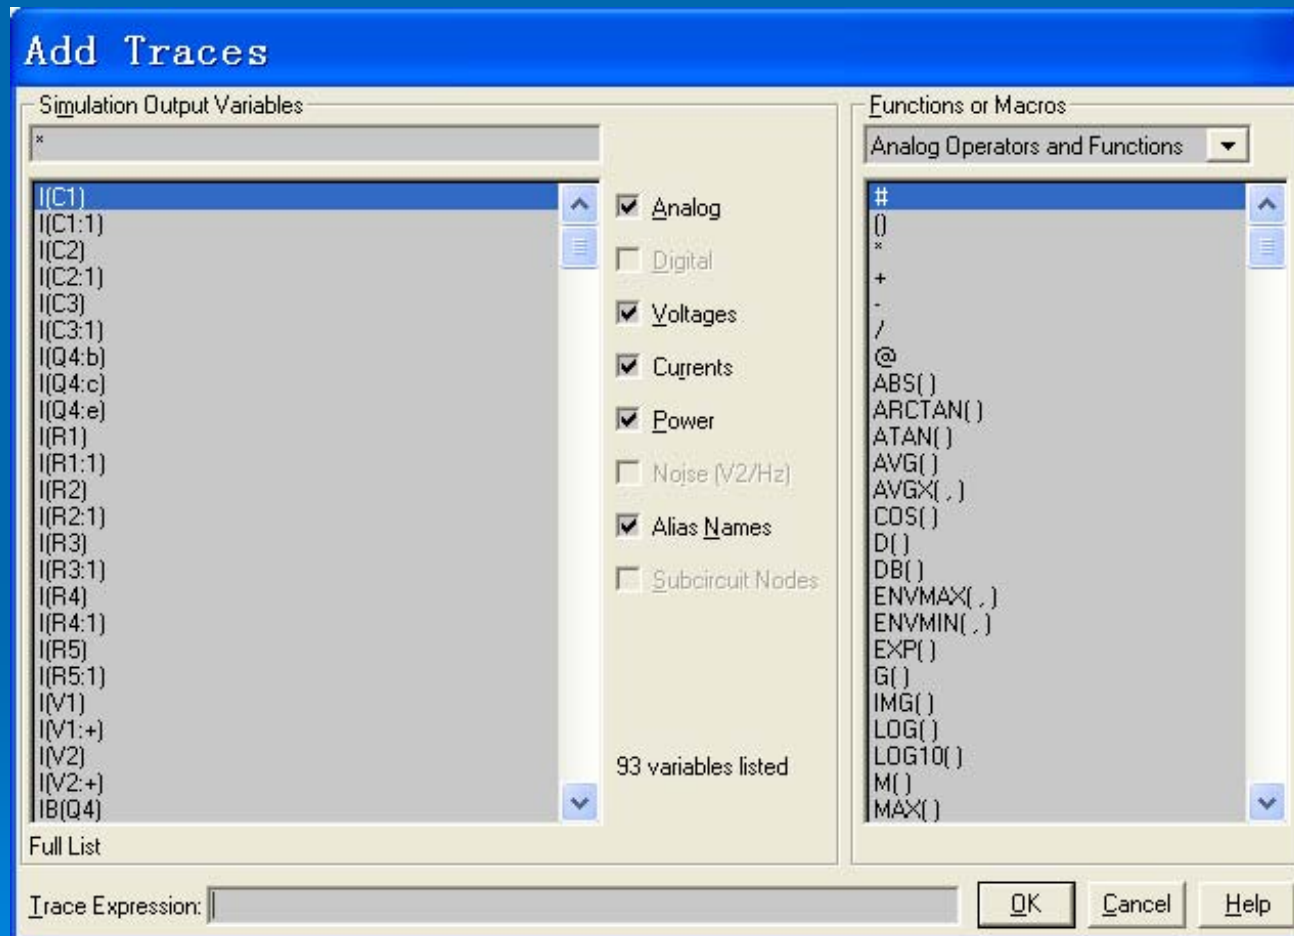 Add Traces
Simulation Output Variables
*
I(C1)
I(C1:1)
I(C2)
I(C2:1)
I(C3)
I(C3:1)
I(Q4:b)
I(Q4:c)
I(Q4:e)
I(R1)
I(R1:1)
I(R2)
I(R2:1)
I(R3)
I(R3:1)
I(R4)
I(R4:1)
I(R5)
I(R5:1)
I(V1)
I(V1:+)
I(V2)
I(V2:+)
IB(Q4)
Full List
Analog
Digital
Voltages
Currents
Power
Noise (V2/Hz)
Alias Names
Subcircuit Nodes
93 variables listed
Functions or Macros
Analog Operators and Functions
#
()
*
+
-
/
@
ABS( )
ARCTAN( )
ATAN( )
AVG( )
AVGX( , )
COS( )
D( )
DB( )
ENVMAX( , )
ENVMIN( , )
EXP( )
G( )
IMG( )
LOG( )
LOG10( )
M( )
MAX( )
Trace Expression:
OK
Cancel
Help